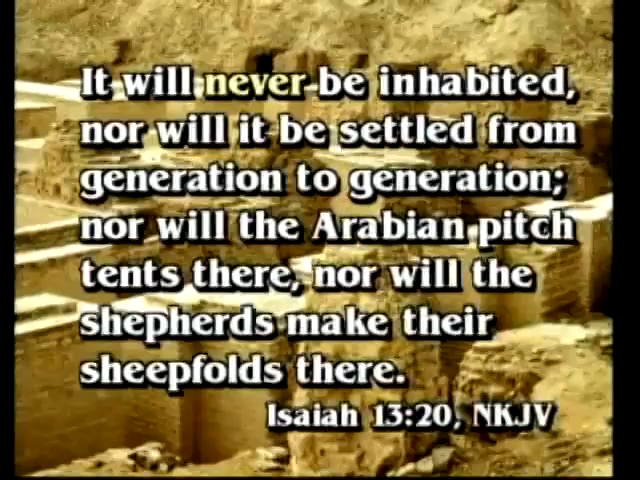 It will never be inhabited,
nor will it be settled from
generation to generation;
nor will the Arabian pitch
tents there, nor will the
shepherds make their
sheepfolds there.
Isaiah 13:20, NKJV